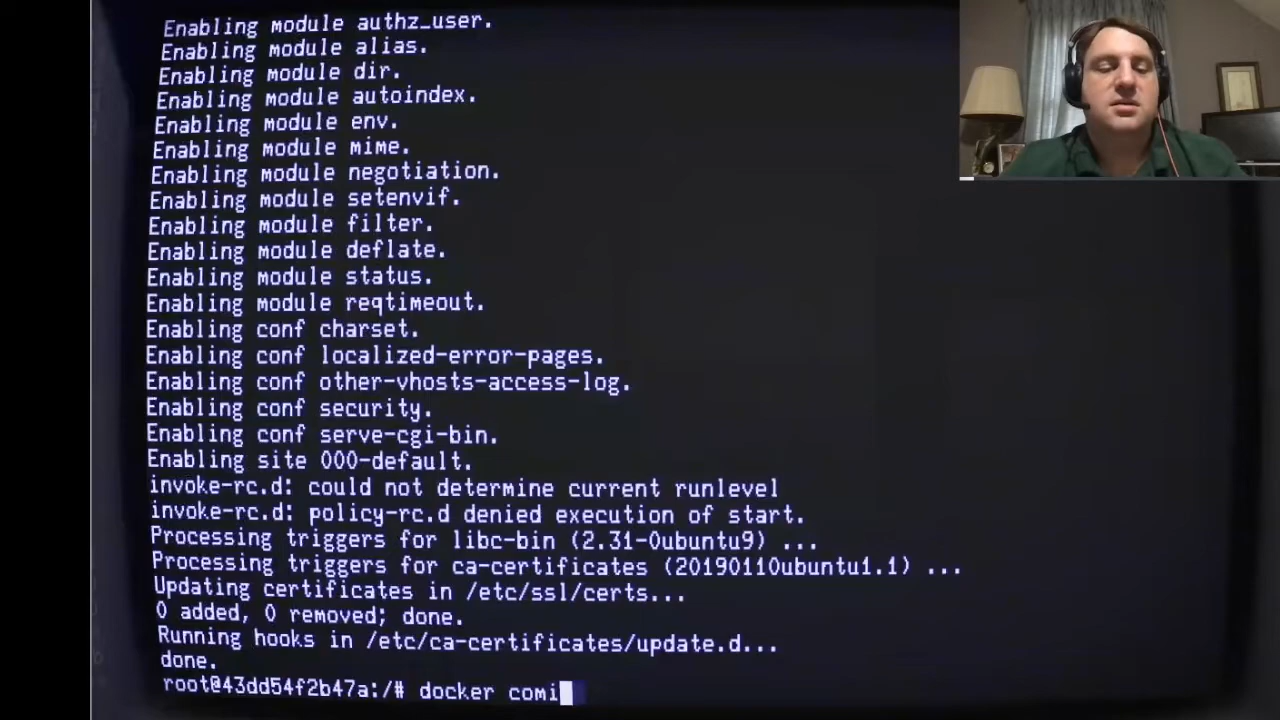 Enabling module authz_user.
Enabling module alias.
Enabling module dir.
Enabling module autoindex.
Enabling module env.
Enabling module mime.
Enabling module negotiation.
Enabling module setenvif.
Enabling module filter.
Enabling module deflate.
Enabling module status.
Enabling module reqtimeout.
Enabling conf charset.
Enabling conf localized-error-pages.
Enabling conf other-vhosts-access-log.
Enabling conf security.
Enabling conf serve-cgi-bin.
Enabling site 000-default.
invoke-rc.d: could not determine current runlevel
invoke-rc.d: policy-rc.d denied execution of start.
Processing triggers for libc-bin (2.31-0ubuntu9) ...
Processing triggers for ca-certificates (20190110ubuntu1.1) ...
Updating certificates in /etc/ssl/certs...
0 added, 0 removed; done.
Running hooks in /etc/ca-certificates/update.d...
done.
root@43dd54f2b47a:/# docker comi